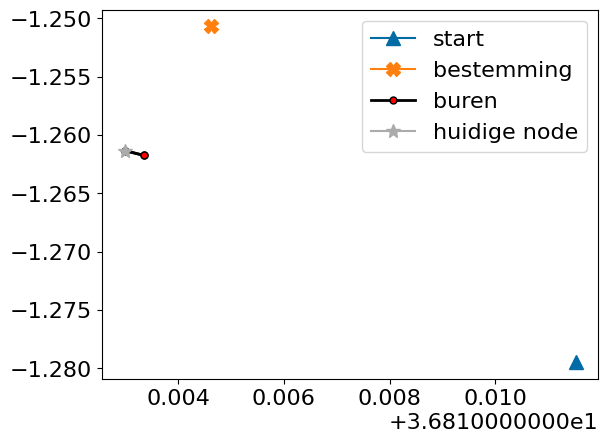 −1.250
−1.255
−1.260
−1.265
−1.270
−1.275
−1.280
start
bestemming
buren
huidige node
0.004 0.006 0.008 0.010
+3.6810000000e1